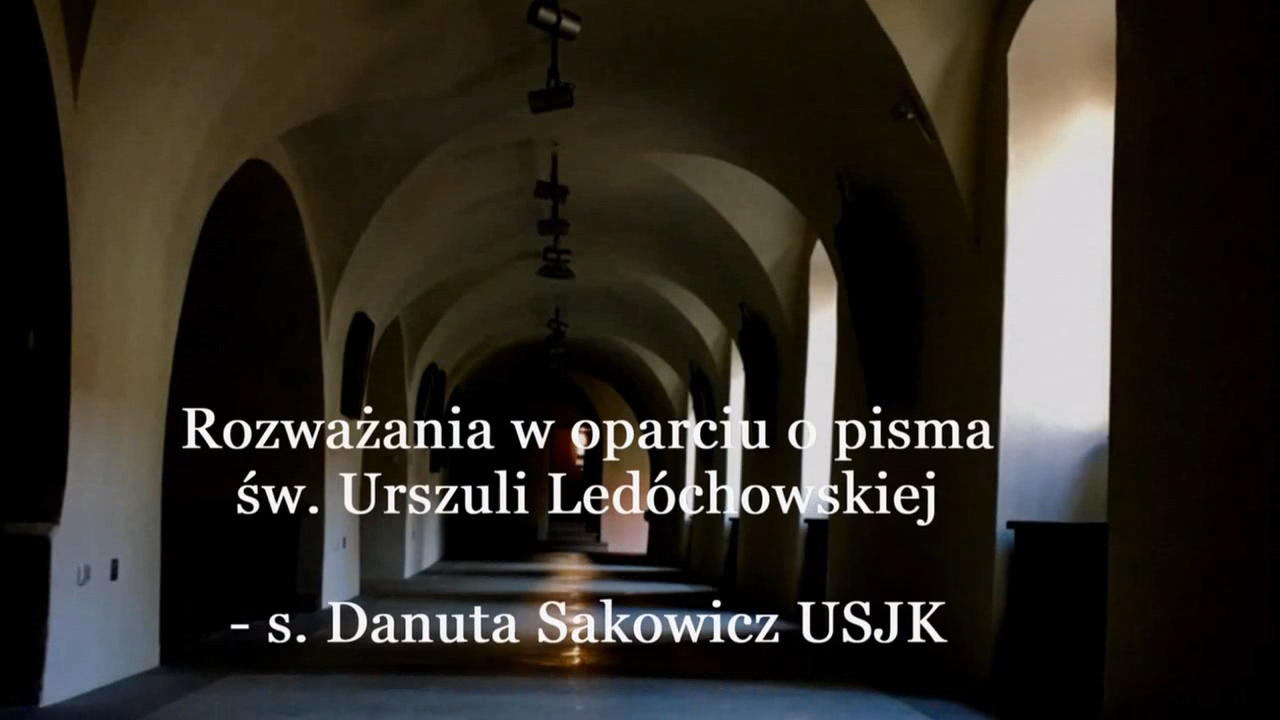 Rozważania w oparciu o pisma
św. Urszuli Ledóchowskiej
- s. Danuta Sakowicz USJK